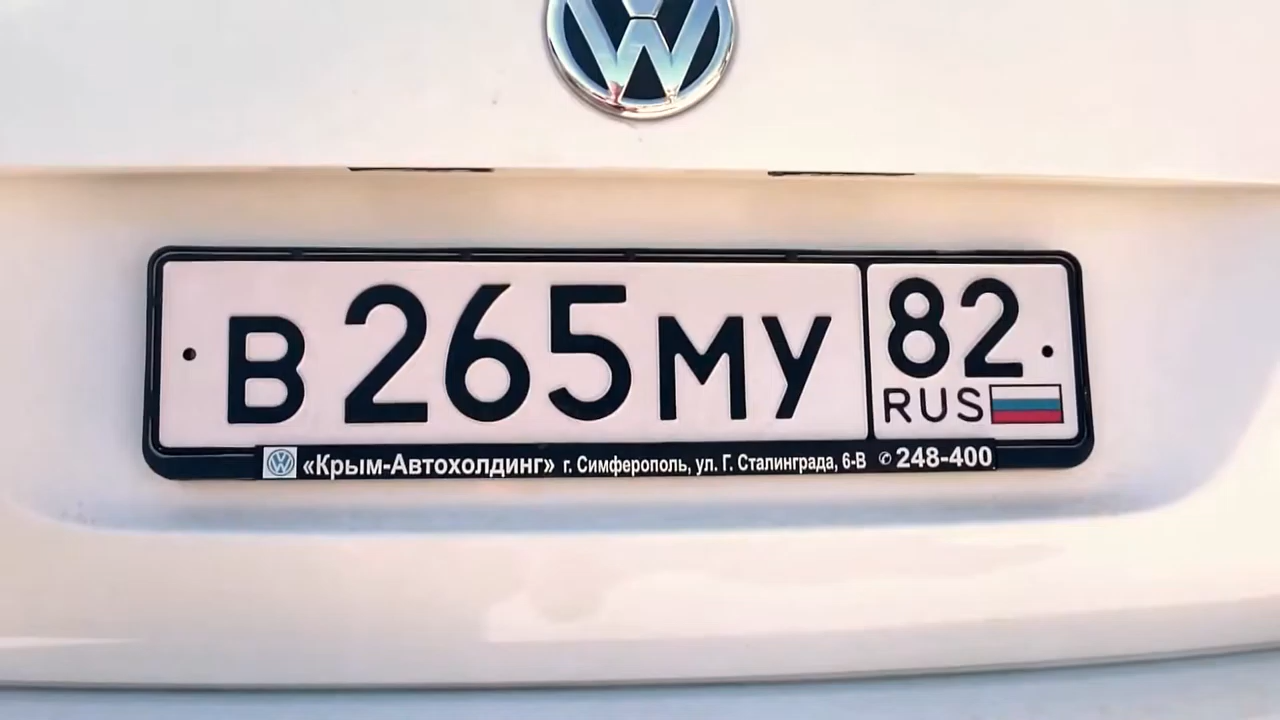 В 265 МУ 82
RUS
«Крым-Автохолдинг» г. Симферополь, ул. Г. Сталинграда, 6-В ✆ 248-400